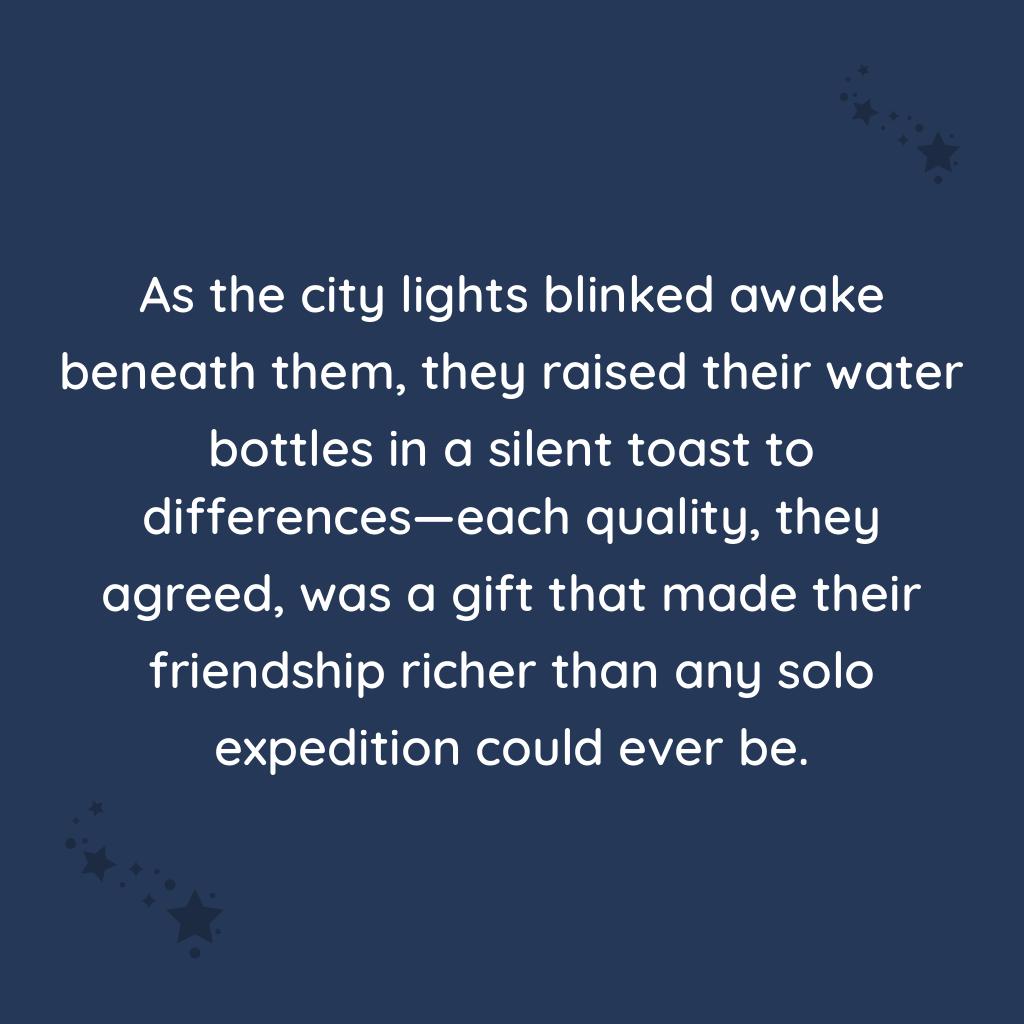 As the city lights blinked awake
beneath them, they raised their water
bottles in a silent toast to
differences—each quality, they
agreed, was a gift that made their
friendship richer than any solo
expedition could ever be.